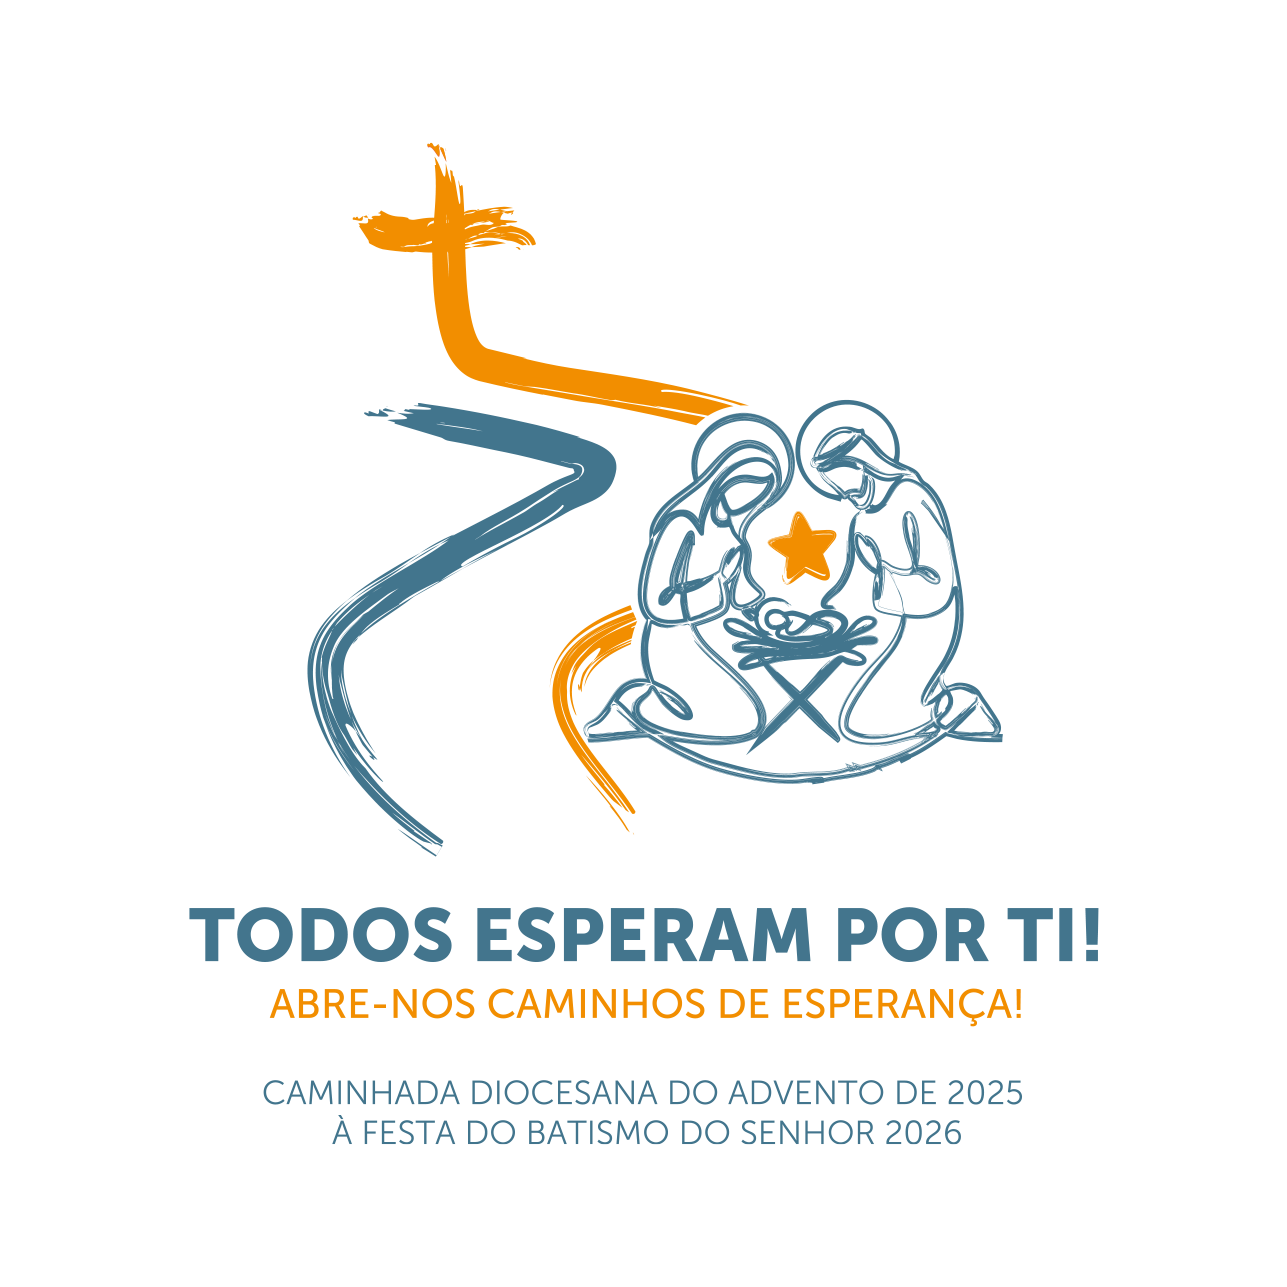 TODOS ESPERAM POR TI!
ABRE-NOS CAMINHOS DE ESPERANÇA!
CAMINHADA DIOCESANA DO ADVENTO DE 2025
À FESTA DO BATISMO DO SENHOR 2026